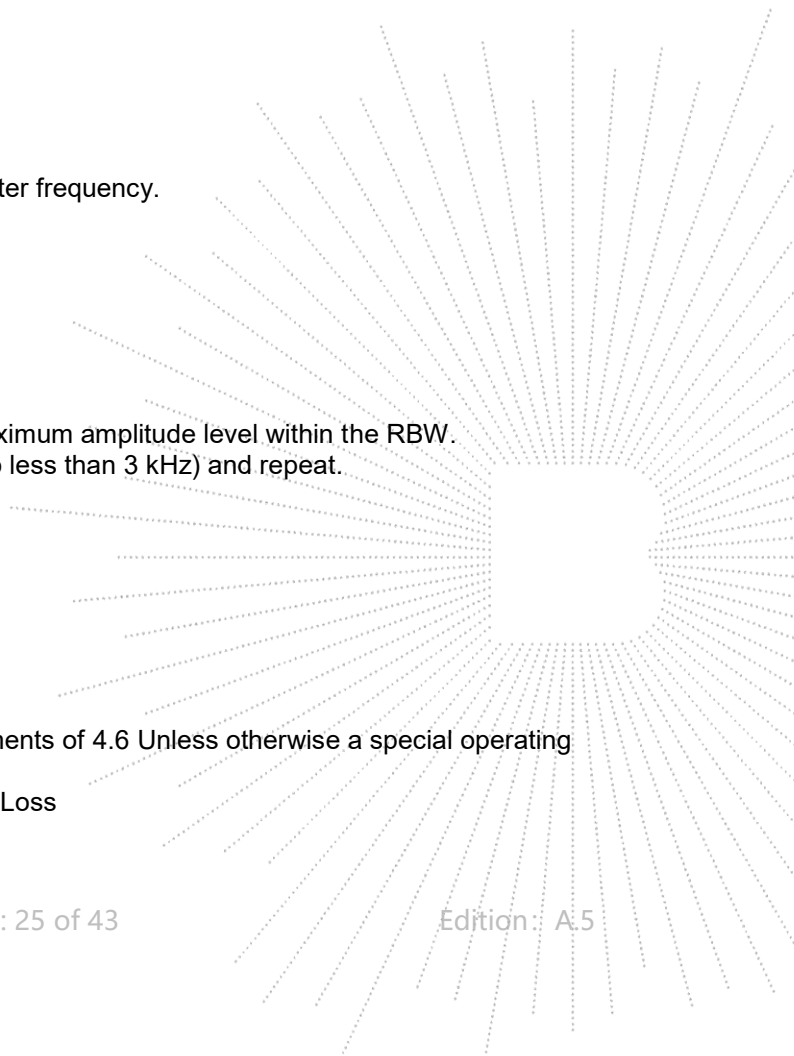 ter frequency.
ximum amplitude level within the RBW.
o less than 3 kHz) and repeat.
nents of 4.6 Unless otherwise a special operating
Loss
: 25 of 43 Edition: A.5